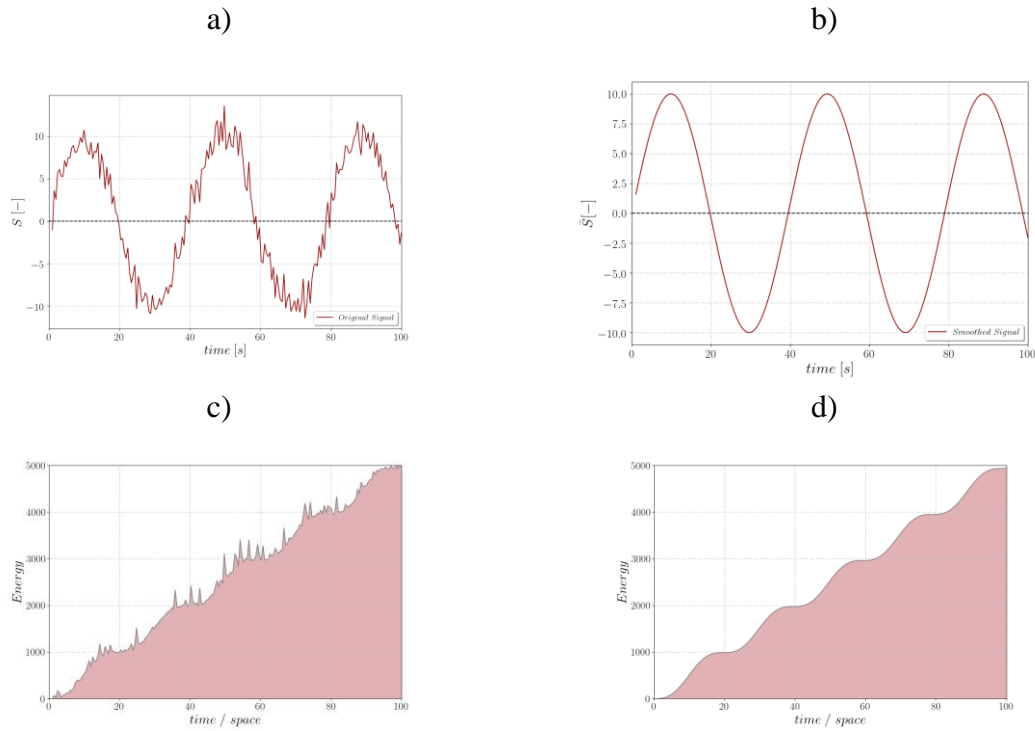 a)
10
5
0
−5
−10
S [−]
Original Signal
0 20 40 60 80 100
time [s]
b)
10.0
7.5
5.0
2.5
0.0
−2.5
−5.0
−7.5
−10.0
S̄[−]
Smoothed Signal
0 20 40 60 80 100
time [s]
c)
5000
4000
3000
2000
1000
0
Energy
0 20 40 60 80 100
time / space
d)
5000
4000
3000
2000
1000
0
Energy
0 20 40 60 80 100
time / space